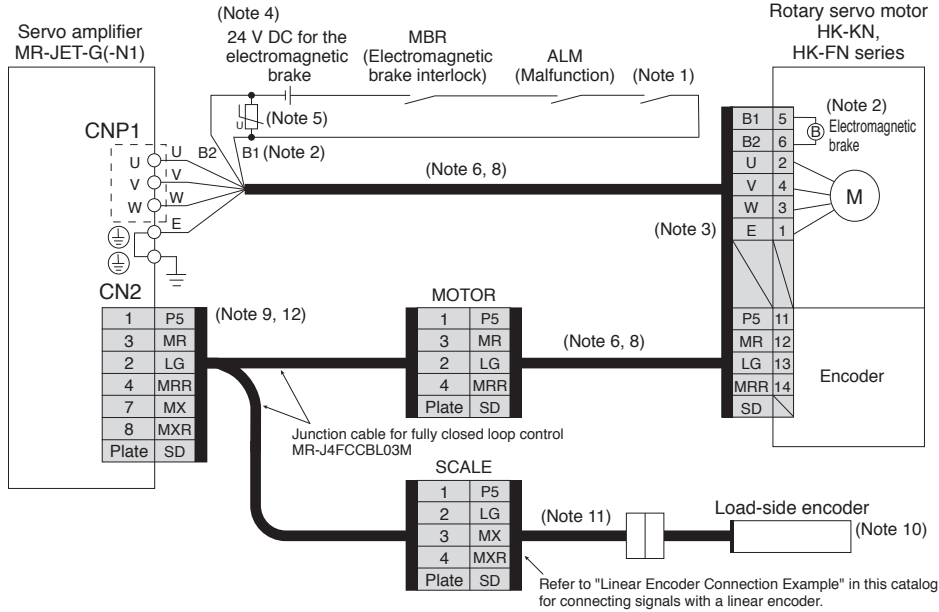 Servo amplifier
MR-JET-G(-N1)
(Note 4)
24 V DC for the
electromagnetic
brake
MBR
(Electromagnetic
brake interlock)
ALM
(Malfunction)
(Note 1)
Rotary servo motor
HK-KN,
HK-FN series
U
(Note 5)
CNP1
U
V
W
U
V
W
E
B2
B1
(Note 2)
(Note 6, 8)
(Note 3)
B1 5
B2 6
U 2
V 4
W 3
E 1
(Note 2)
B
Electromagnetic
brake
M
CN2
1 P5
3 MR
2 LG
4 MRR
7 MX
8 MXR
Plate SD
(Note 9, 12)
MOTOR
1 P5
3 MR
2 LG
4 MRR
Plate SD
(Note 6, 8)
P5 11
MR 12
LG 13
MRR 14
SD
Encoder
Junction cable for fully closed loop control
MR-J4FCCBL03M
SCALE
1 P5
2 LG
3 MX
4 MXR
Plate SD
(Note 11)
Load-side encoder
(Note 10)
Refer to "Linear Encoder Connection Example" in this catalog
for connecting signals with a linear encoder.